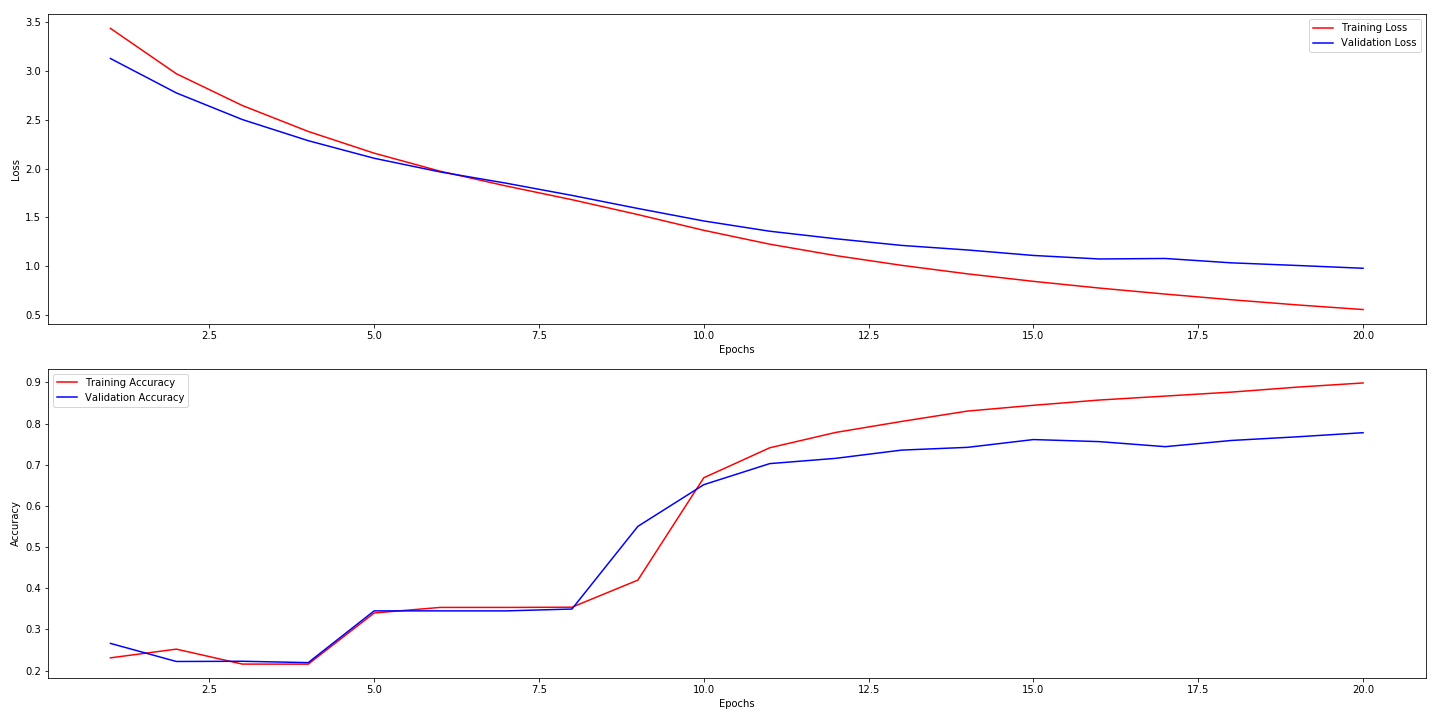 3.5
3.0
2.5
2.0
1.5
1.0
0.5
Loss
Training Loss
Validation Loss
2.5 5.0 7.5 10.0 12.5 15.0 17.5 20.0
Epochs
0.9
0.8
0.7
0.6
0.5
0.4
0.3
0.2
Accuracy
Training Accuracy
Validation Accuracy
2.5 5.0 7.5 10.0 12.5 15.0 17.5 20.0
Epochs